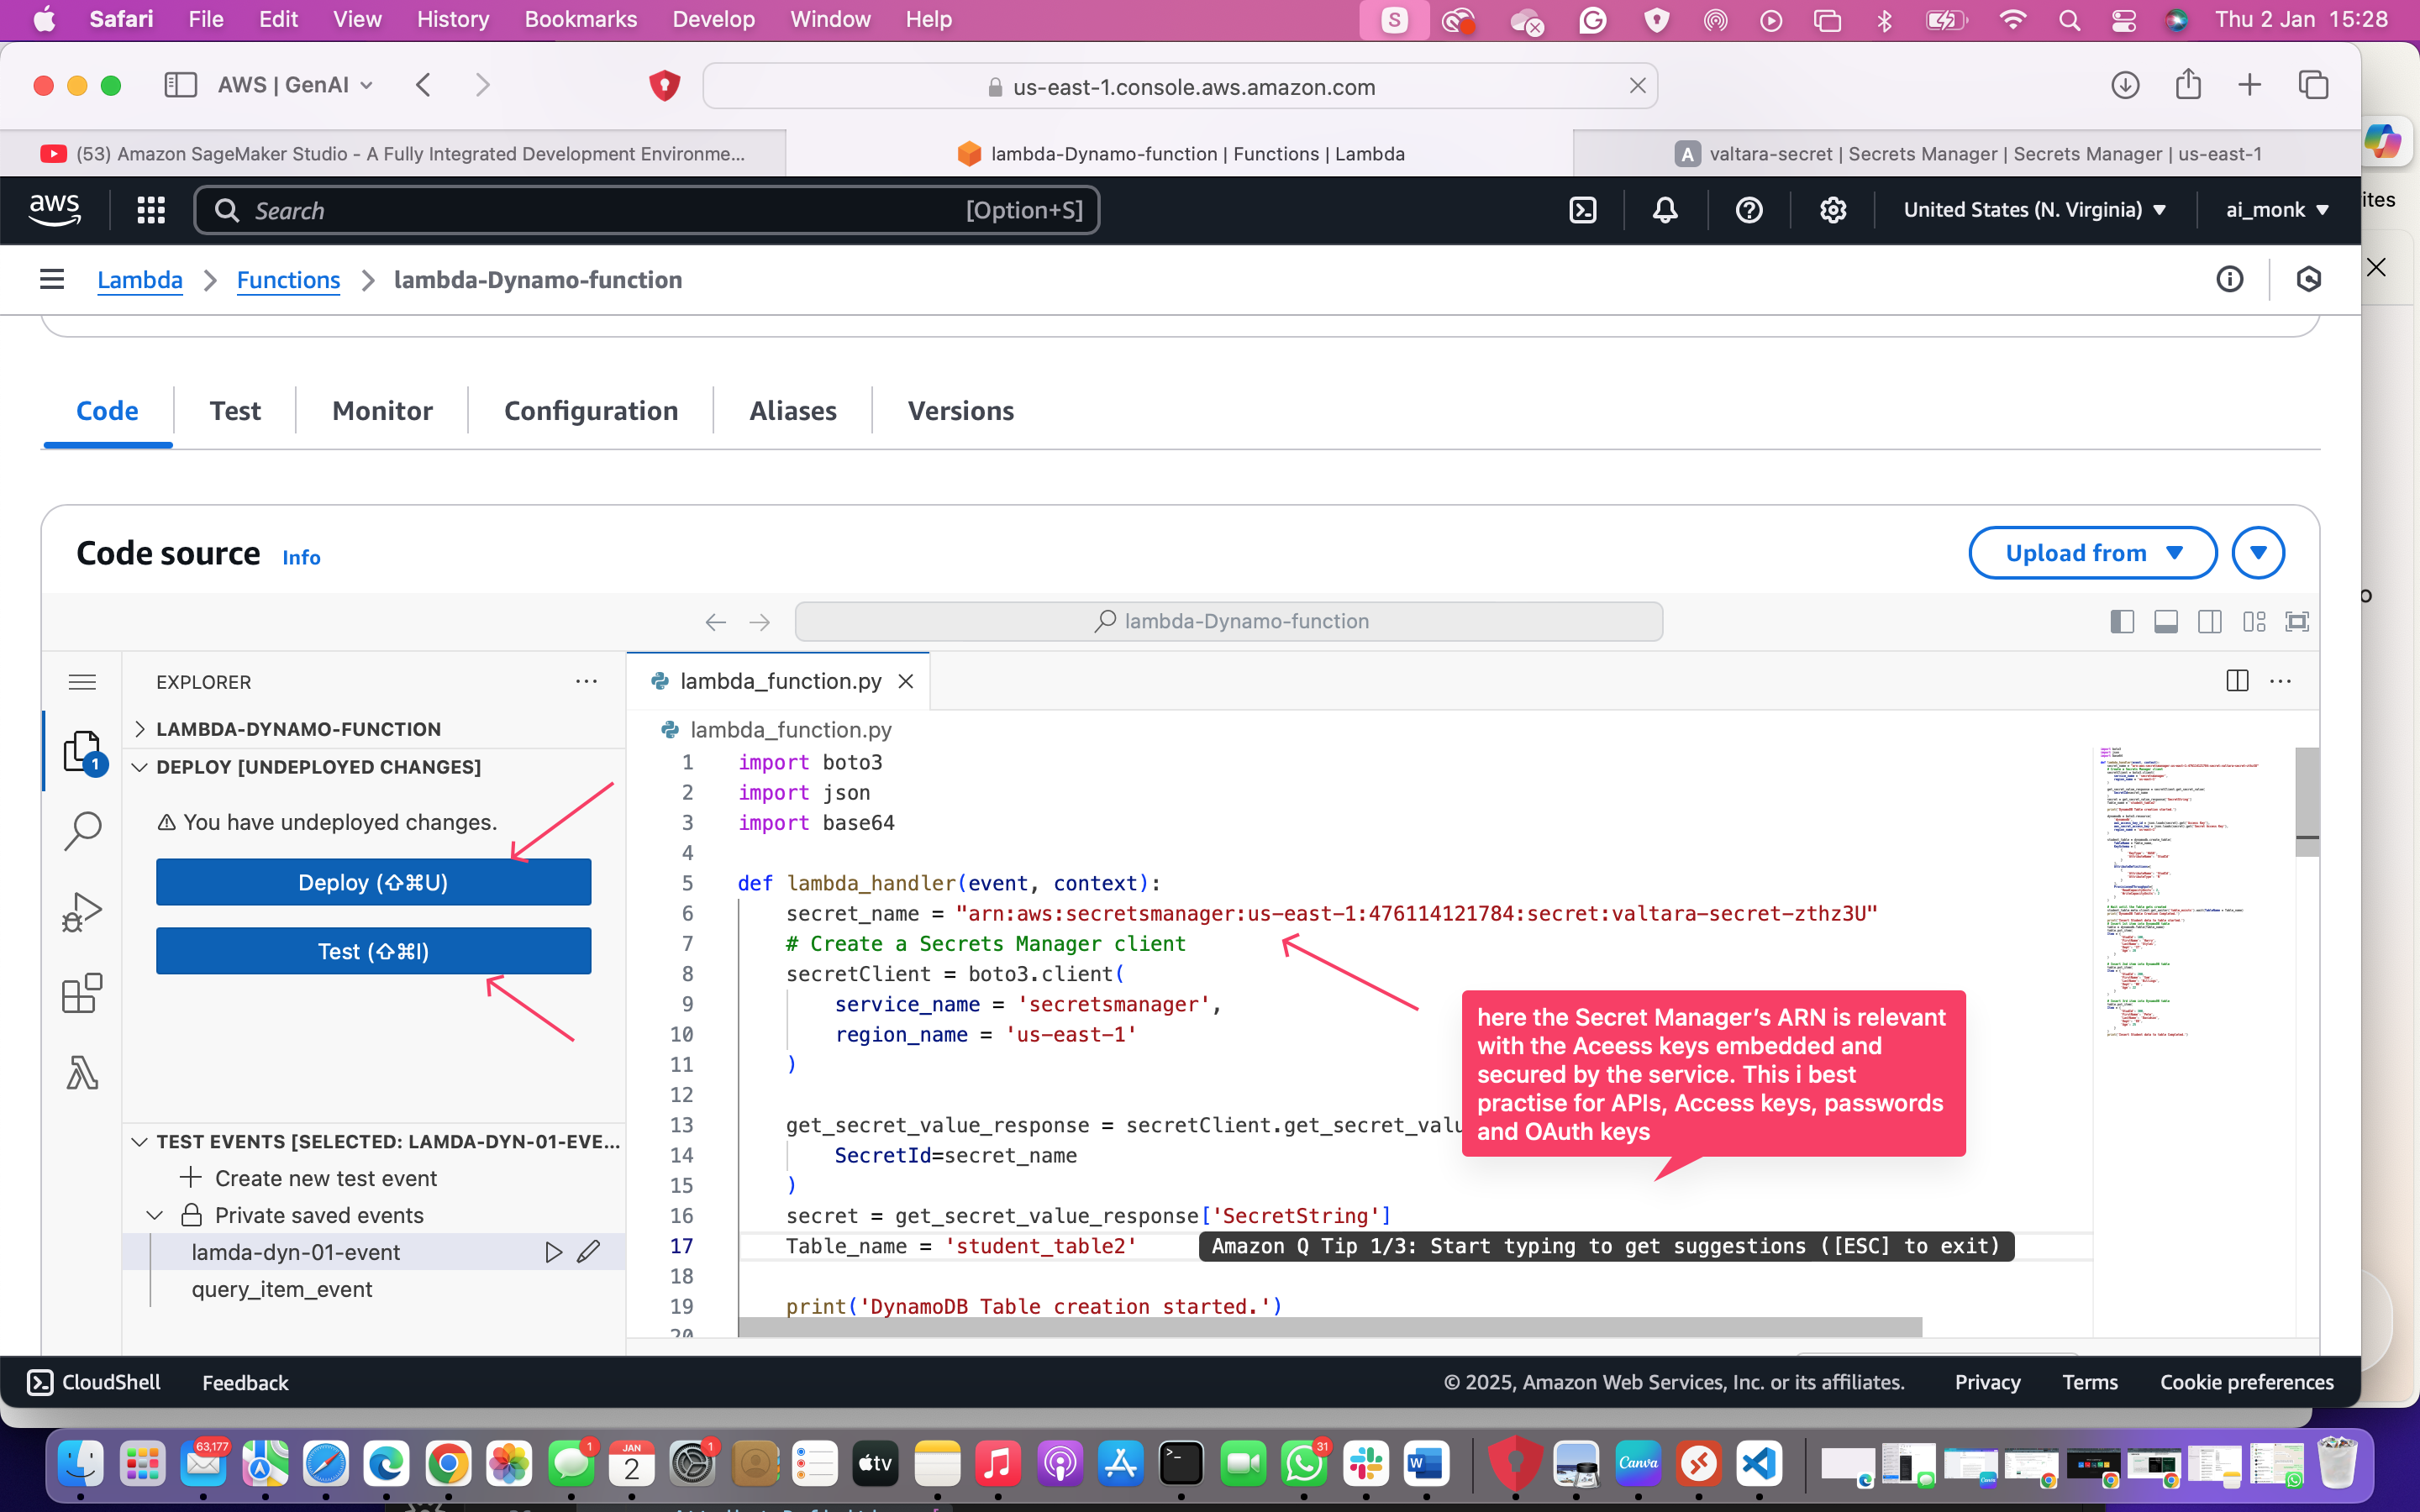 Safari File Edit View History Bookmarks Develop Window Help
S
Thu 2 Jan 15:28
AWS | GenAI
us-east-1.console.aws.amazon.com
(53) Amazon SageMaker Studio - A Fully Integrated Development Environme...
lambda-Dynamo-function | Functions | Lambda
A valtara-secret | Secrets Manager | Secrets Manager | us-east-1
aws
Search
[Option+S]
United States (N. Virginia)
ai_monk
ites
Lambda > Functions > lambda-Dynamo-function
Code
Test
Monitor
Configuration
Aliases
Versions
Code source Info
Upload from
lambda-Dynamo-function
EXPLORER
1
LAMBDA-DYNAMO-FUNCTION
DEPLOY [UNDEPLOYED CHANGES]
You have undeployed changes.
Deploy (⇧⌘U)
Test (⇧⌘I)
TEST EVENTS [SELECTED: LAMDA-DYN-01-EVE...
Create new test event
Private saved events
lamda-dyn-01-event
query_item_event
lambda_function.py
lambda_function.py
1 import boto3
2 import json
3 import base64
4
5 def lambda_handler(event, context):
6 secret_name = "arn:aws:secretsmanager:us-east-1:476114121784:secret:valtara-secret-zthz3U"
7 # Create a Secrets Manager client
8 secretClient = boto3.client(
9 service_name = 'secretsmanager',
10 region_name = 'us-east-1'
11 )
12
13 get_secret_value_response = secretClient.get_secret_valu
14 SecretId=secret_name
15 )
16 secret = get_secret_value_response['SecretString']
17 Table_name = 'student_table2'
Amazon Q Tip 1/3: Start typing to get suggestions ([ESC] to exit)
18
19 print('DynamoDB Table creation started.')
20
here the Secret Manager's ARN is relevant
with the Aceess keys embedded and
secured by the service. This i best
practise for APIs, Access keys, passwords
and OAuth keys
CloudShell
Feedback
© 2025, Amazon Web Services, Inc. or its affiliates.
Privacy
Terms
Cookie preferences
63,177
1
JAN
2
1
tv
31
W
Canva